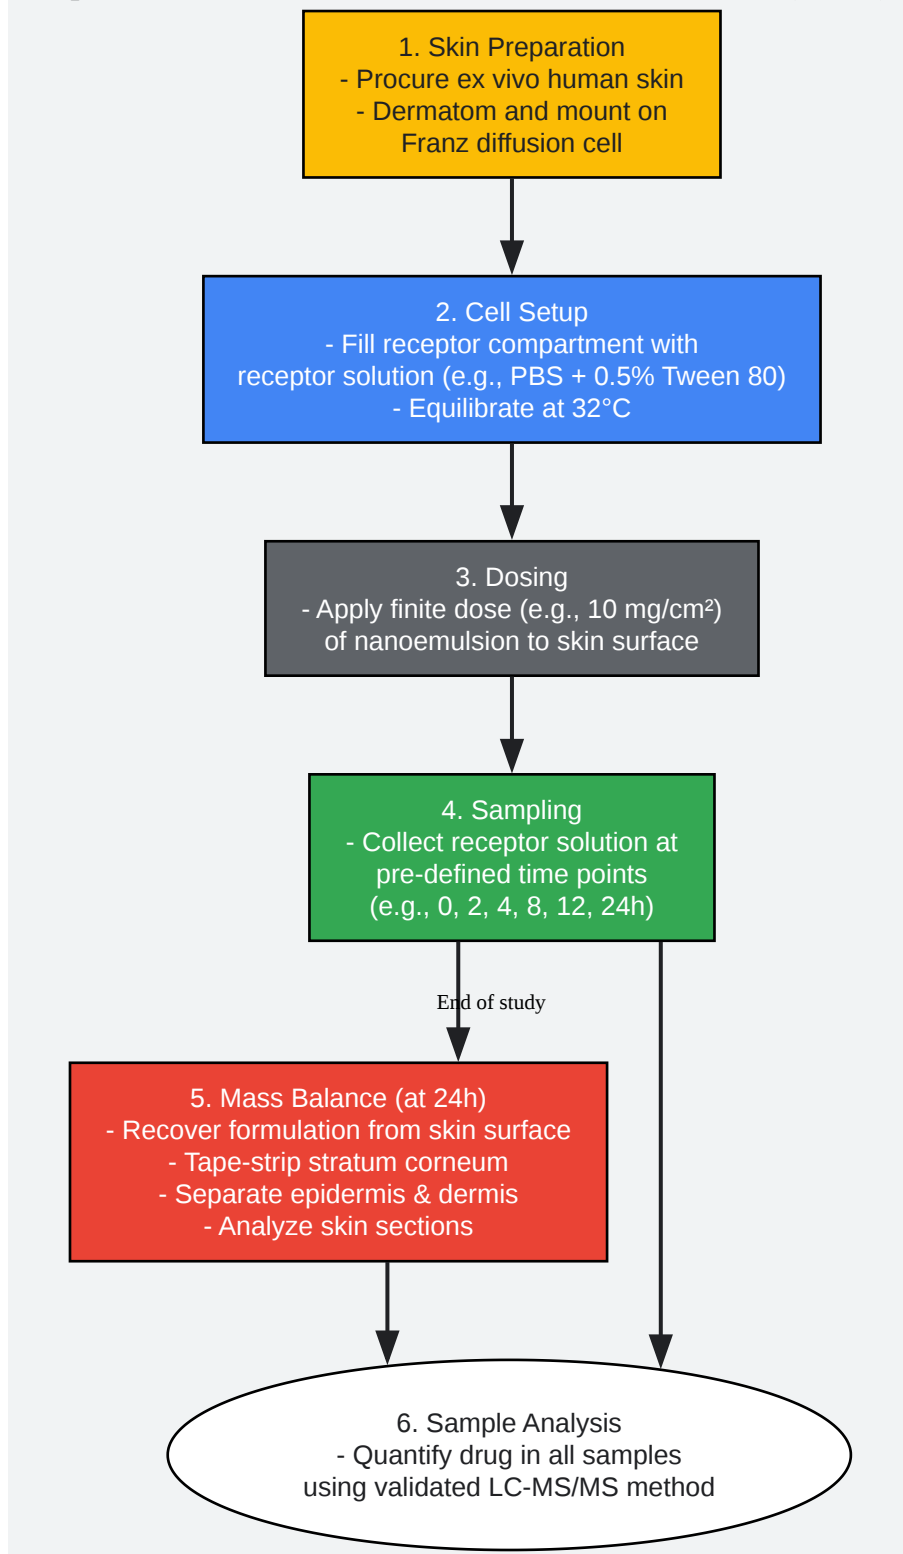 1. Skin Preparation
- Procure ex vivo human skin
- Dermatom and mount on
Franz diffusion cell
2. Cell Setup
- Fill receptor compartment with
receptor solution (e.g., PBS + 0.5% Tween 80)
- Equilibrate at 32°C
3. Dosing
- Apply finite dose (e.g., 10 mg/cm²)
of nanoemulsion to skin surface
4. Sampling
- Collect receptor solution at
pre-defined time points
(e.g., 0, 2, 4, 8, 12, 24h)
End of study
5. Mass Balance (at 24h)
- Recover formulation from skin surface
- Tape-strip stratum corneum
- Separate epidermis & dermis
- Analyze skin sections
6. Sample Analysis
- Quantify drug in all samples
using validated LC-MS/MS method